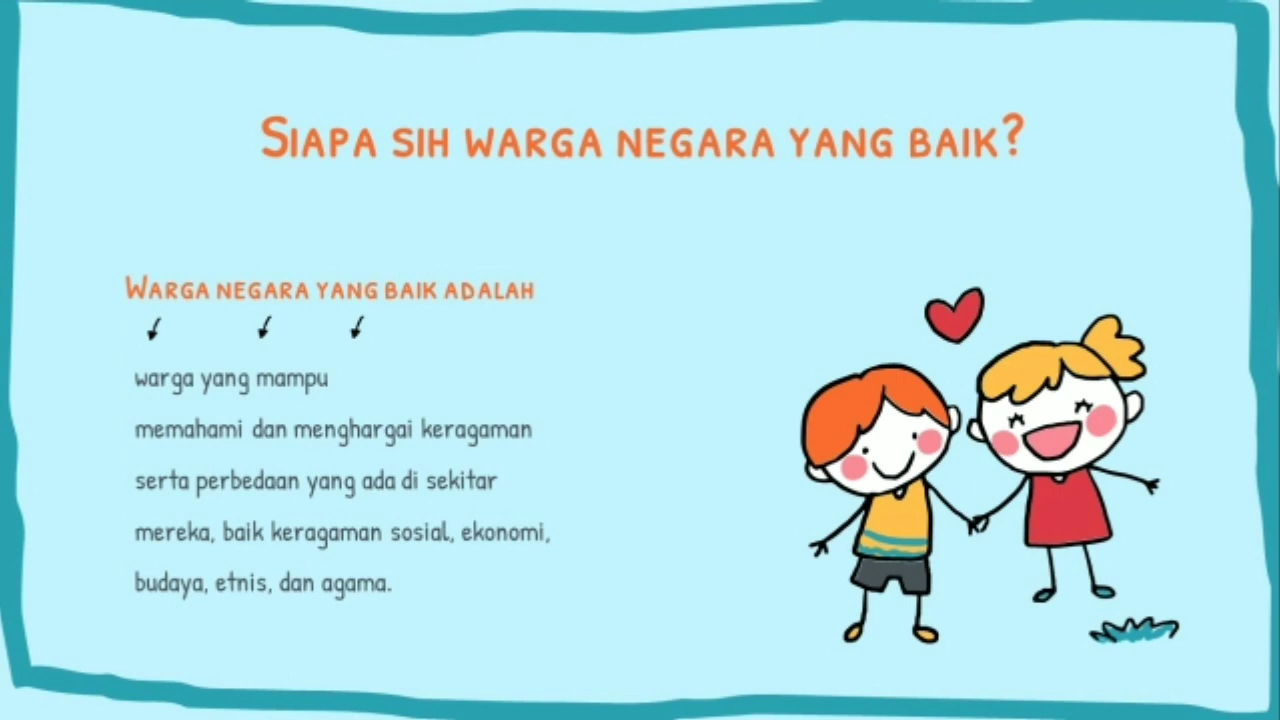 Siapa sih warga negara yang baik?
Warga negara yang baik adalah
warga yang mampu
memahami dan menghargai keragaman
serta perbedaan yang ada di sekitar
mereka, baik keragaman sosial, ekonomi,
budaya, etnis, dan agama.